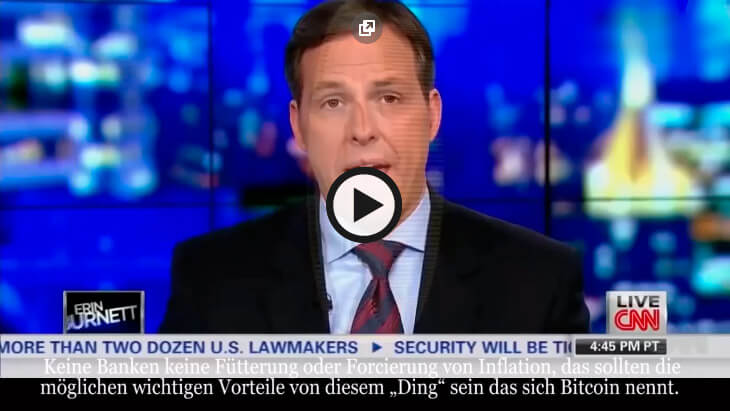 ERIN
BURNETT
LIVE
CNN
MORE THAN TWO DOZEN U.S. LAWMAKERS ► SECURITY WILL BE
4:45 PM PT
Keine Banken keine Fütterung oder Forcierung von Inflation, das sollten die
möglichen wichtigen Vorteile von diesem „Ding“ sein das sich Bitcoin nennt.